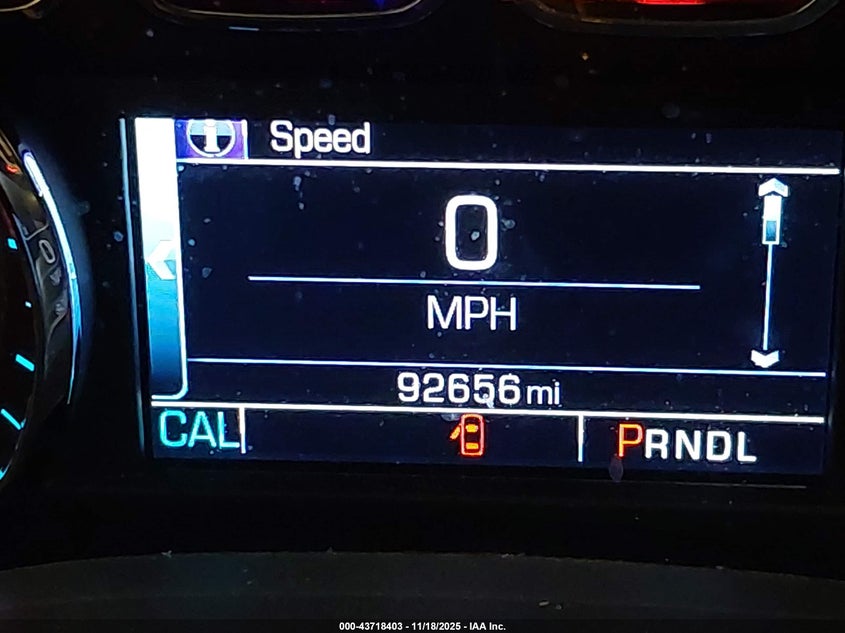 Speed
0
MPH
92656 mi
CAL
PRNDL
000-43718403 - 11/18/2025 - IAA Inc.